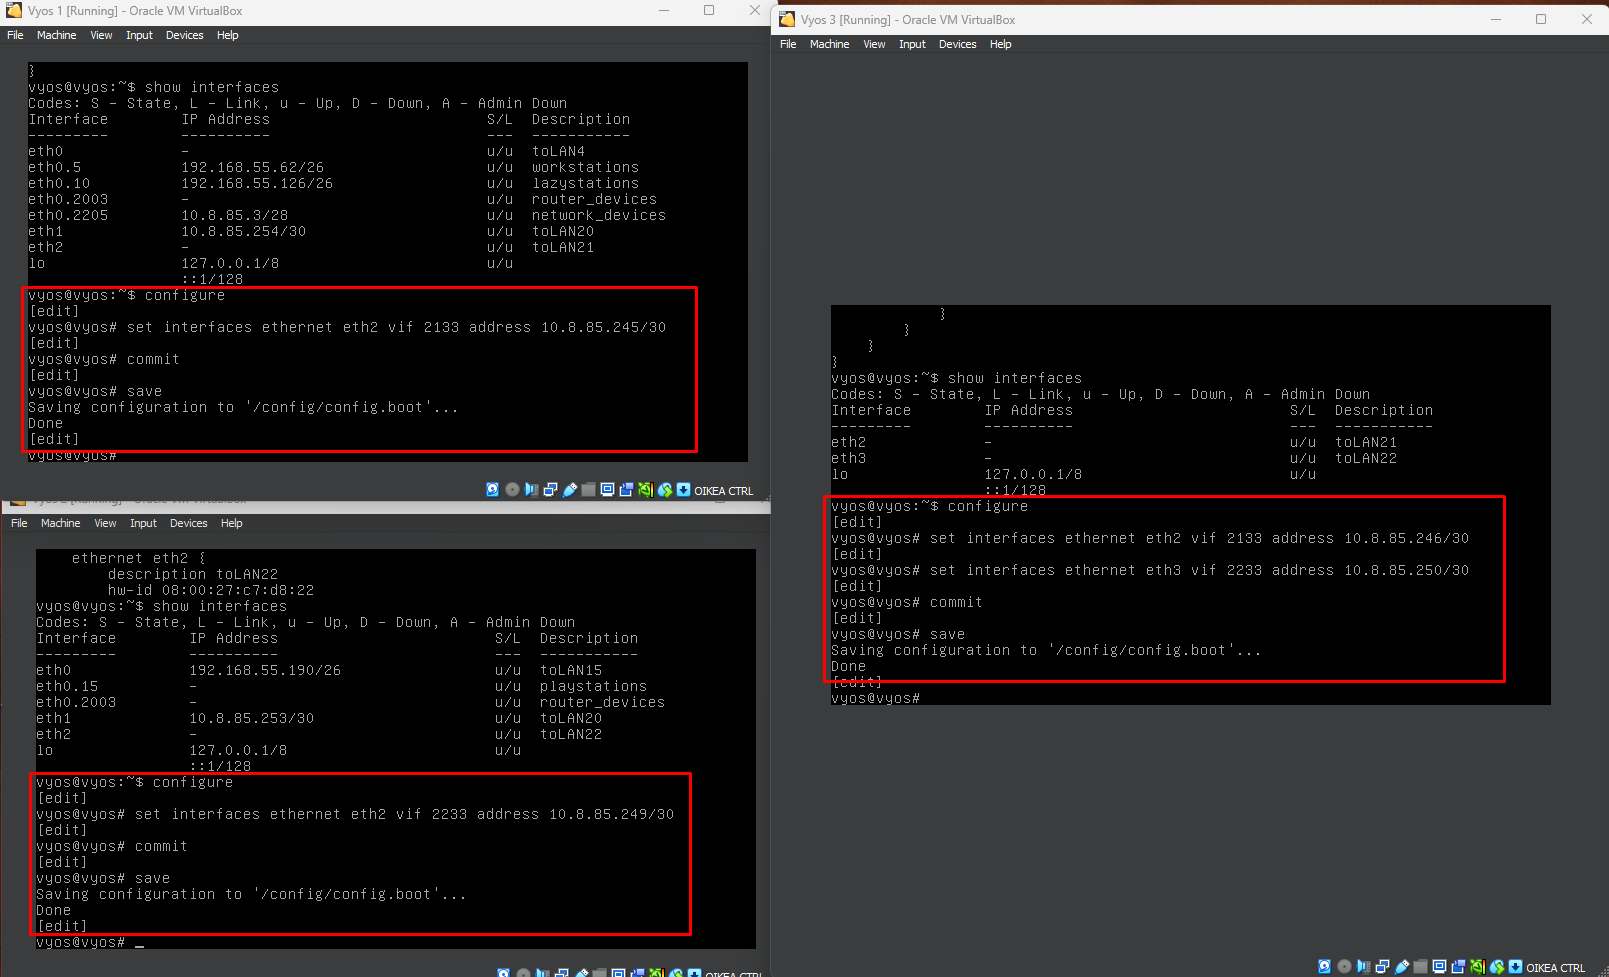 Vyos 1 [Running] - Oracle VM VirtualBox
File Machine View Input Devices Help
}
vyos@vyos:~$ show interfaces
Codes: S - State, L - Link, u - Up, D - Down, A - Admin Down
Interface IP Address S/L Description
--------- ---------- --- -----------
eth0 - u/u toLAN4
eth0.5 192.168.55.62/26 u/u workstations
eth0.10 192.168.55.126/26 u/u lazystations
eth0.2003 - u/u router_devices
eth0.2205 10.8.85.3/28 u/u network_devices
eth1 10.8.85.254/30 u/u toLAN20
eth2 - u/u toLAN21
lo 127.0.0.1/8 u/u
::1/128
vyos@vyos:~$ configure
[edit]
vyos@vyos# set interfaces ethernet eth2 vif 2133 address 10.8.85.245/30
[edit]
vyos@vyos# commit
[edit]
vyos@vyos# save
Saving configuration to '/config/config.boot'...
Done
[edit]
vyos@vyos#
OIKEA CTRL
Vyos 2 [Running] - Oracle VM VirtualBox
File Machine View Input Devices Help
ethernet eth2 {
description toLAN22
hw-id 08:00:27:c7:d8:22
vyos@vyos:~$ show interfaces
Codes: S - State, L - Link, u - Up, D - Down, A - Admin Down
Interface IP Address S/L Description
--------- ---------- --- -----------
eth0 192.168.55.190/26 u/u toLAN15
eth0.15 - u/u playstations
eth0.2003 - u/u router_devices
eth1 10.8.85.253/30 u/u toLAN20
eth2 - u/u toLAN22
lo 127.0.0.1/8 u/u
::1/128
vyos@vyos:~$ configure
[edit]
vyos@vyos# set interfaces ethernet eth2 vif 2233 address 10.8.85.249/30
[edit]
vyos@vyos# commit
[edit]
vyos@vyos# save
Saving configuration to '/config/config.boot'...
Done
[edit]
vyos@vyos# _
OIKEA CTRL
Vyos 3 [Running] - Oracle VM VirtualBox
File Machine View Input Devices Help
}
}
}
}
vyos@vyos:~$ show interfaces
Codes: S - State, L - Link, u - Up, D - Down, A - Admin Down
Interface IP Address S/L Description
--------- ---------- --- -----------
eth2 - u/u toLAN21
eth3 - u/u toLAN22
lo 127.0.0.1/8 u/u
::1/128
vyos@vyos:~$ configure
[edit]
vyos@vyos# set interfaces ethernet eth2 vif 2133 address 10.8.85.246/30
[edit]
vyos@vyos# set interfaces ethernet eth3 vif 2233 address 10.8.85.250/30
[edit]
vyos@vyos# commit
[edit]
vyos@vyos# save
Saving configuration to '/config/config.boot'...
Done
[edit]
vyos@vyos#
OIKEA CTRL